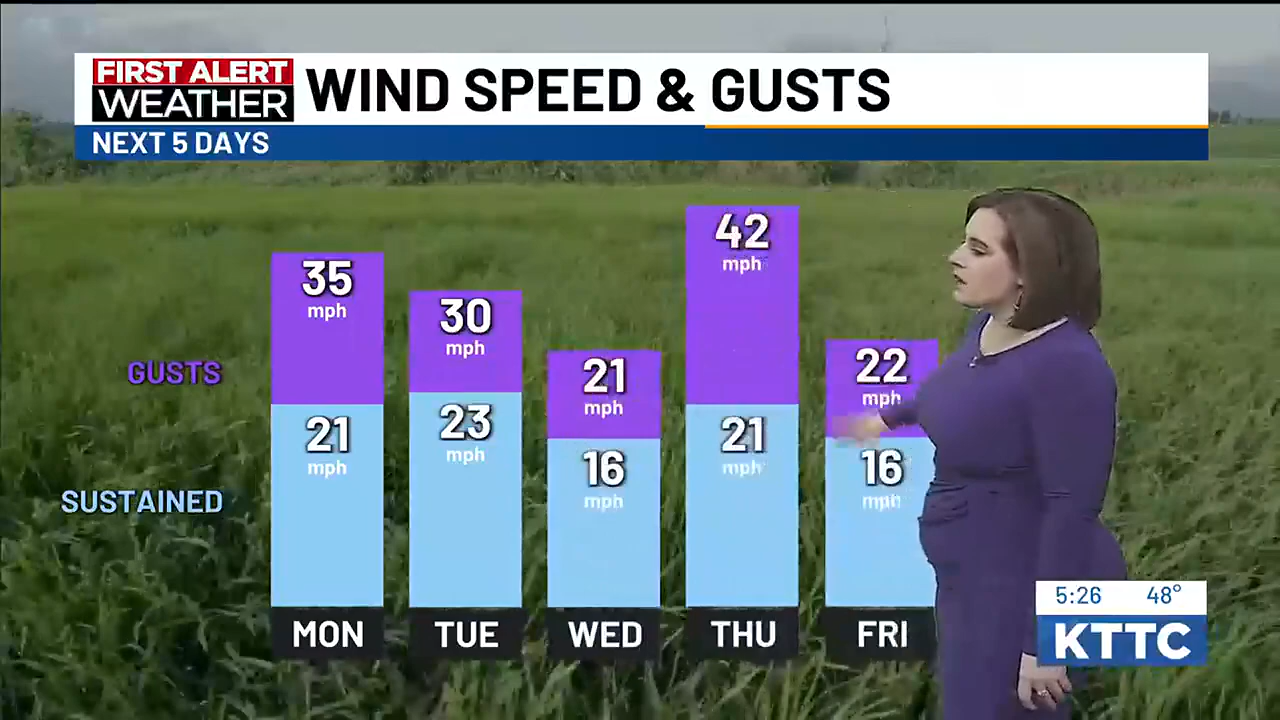 FIRST ALERT
WEATHER
WIND SPEED & GUSTS
NEXT 5 DAYS
GUSTS
SUSTAINED
35
mph
21
mph
MON
30
mph
23
mph
TUE
21
mph
16
mph
WED
42
mph
21
mph
THU
22
mph
16
mph
FRI
5:26 48°
KTTC